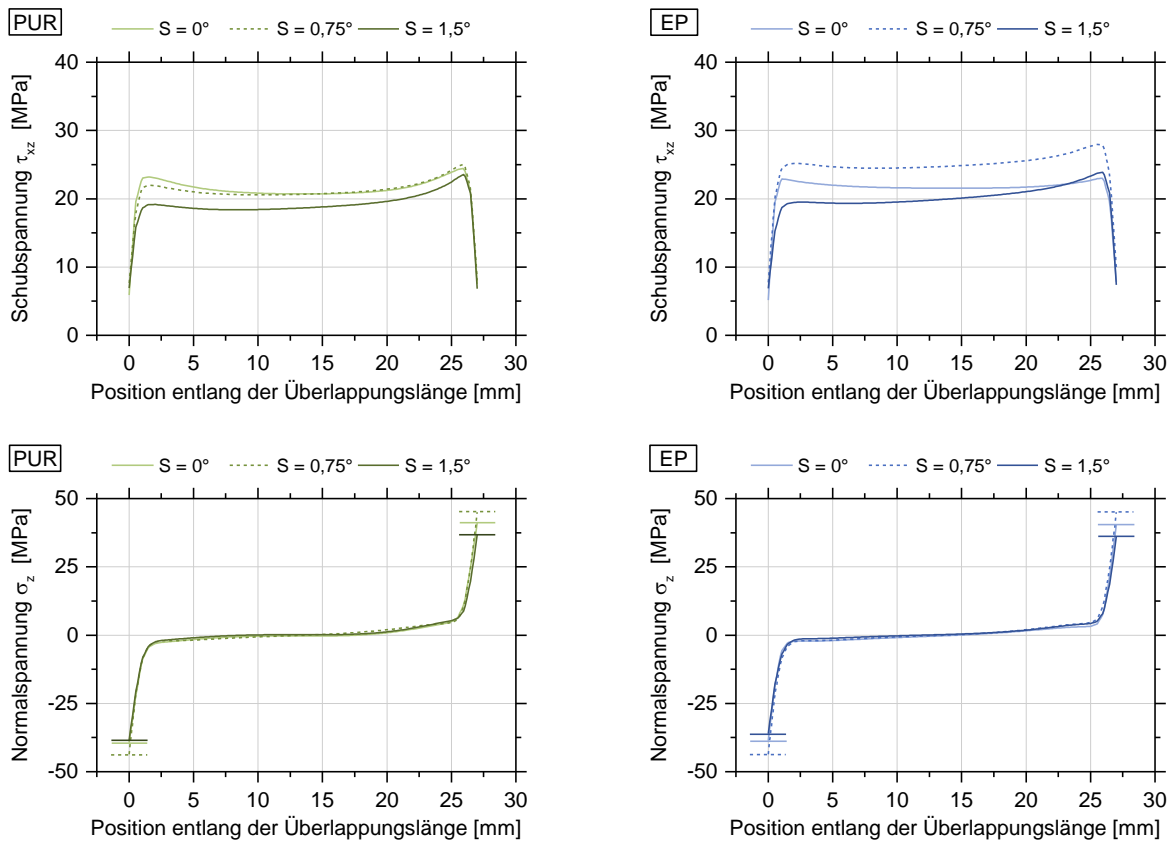 PUR S = 0° S = 0,75° S = 1,5°
40
30
20
10
0
Schubspannung τxz [MPa]
0 5 10 15 20 25 30
Position entlang der Überlappungslänge [mm]
EP S = 0° S = 0,75° S = 1,5°
40
30
20
10
0
Schubspannung τxz [MPa]
0 5 10 15 20 25 30
Position entlang der Überlappungslänge [mm]
PUR S = 0° S = 0,75° S = 1,5°
50
25
0
-25
-50
Normalspannung σz [MPa]
0 5 10 15 20 25 30
Position entlang der Überlappungslänge [mm]
EP S = 0° S = 0,75° S = 1,5°
50
25
0
-25
-50
Normalspannung σz [MPa]
0 5 10 15 20 25 30
Position entlang der Überlappungslänge [mm]